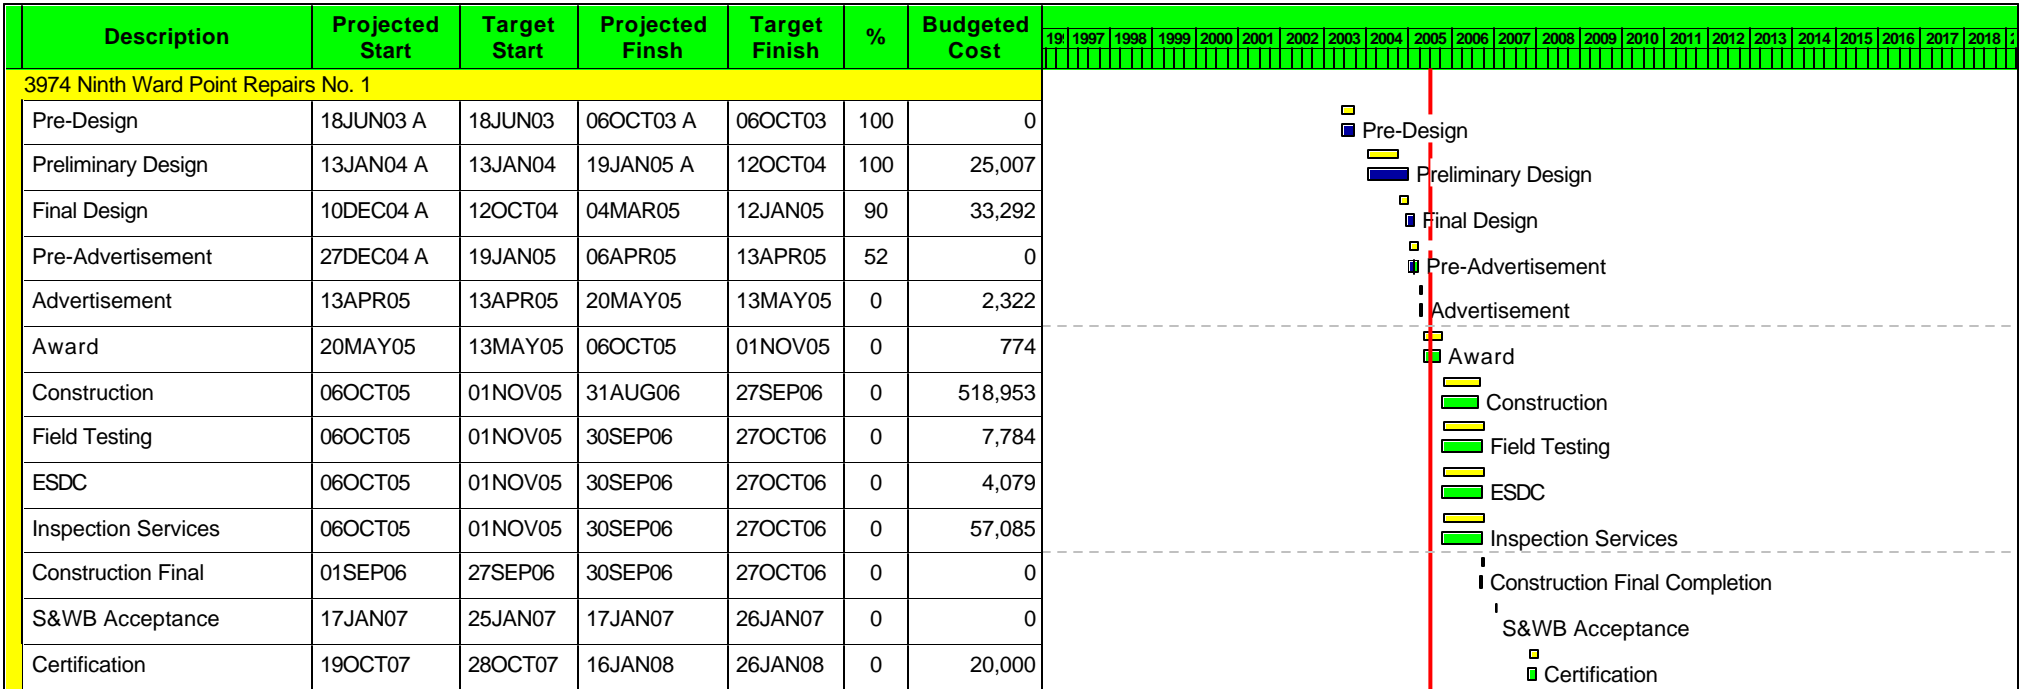 Description Projected Start Target Start Projected Finsh Target Finish % Budgeted Cost 19 1997 1998 1999 2000 2001 2002 2003 2004 2005 2006 2007 2008 2009 2010 2011 2012 2013 2014 2015 2016 2017 2018
3974 Ninth Ward Point Repairs No. 1
Pre-Design 18JUN03 A 18JUN03 06OCT03 A 06OCT03 100 0 Pre-Design
Preliminary Design 13JAN04 A 13JAN04 19JAN05 A 12OCT04 100 25,007 Preliminary Design
Final Design 10DEC04 A 12OCT04 04MAR05 12JAN05 90 33,292 Final Design
Pre-Advertisement 27DEC04 A 19JAN05 06APR05 13APR05 52 0 Pre-Advertisement
Advertisement 13APR05 13APR05 20MAY05 13MAY05 0 2,322 Advertisement
Award 20MAY05 13MAY05 06OCT05 01NOV05 0 774 Award
Construction 06OCT05 01NOV05 31AUG06 27SEP06 0 518,953 Construction
Field Testing 06OCT05 01NOV05 30SEP06 27OCT06 0 7,784 Field Testing
ESDC 06OCT05 01NOV05 30SEP06 27OCT06 0 4,079 ESDC
Inspection Services 06OCT05 01NOV05 30SEP06 27OCT06 0 57,085 Inspection Services
Construction Final 01SEP06 27SEP06 30SEP06 27OCT06 0 0 Construction Final Completion
S&WB Acceptance 17JAN07 25JAN07 17JAN07 26JAN07 0 0 S&WB Acceptance
Certification 19OCT07 28OCT07 16JAN08 26JAN08 0 20,000 Certification